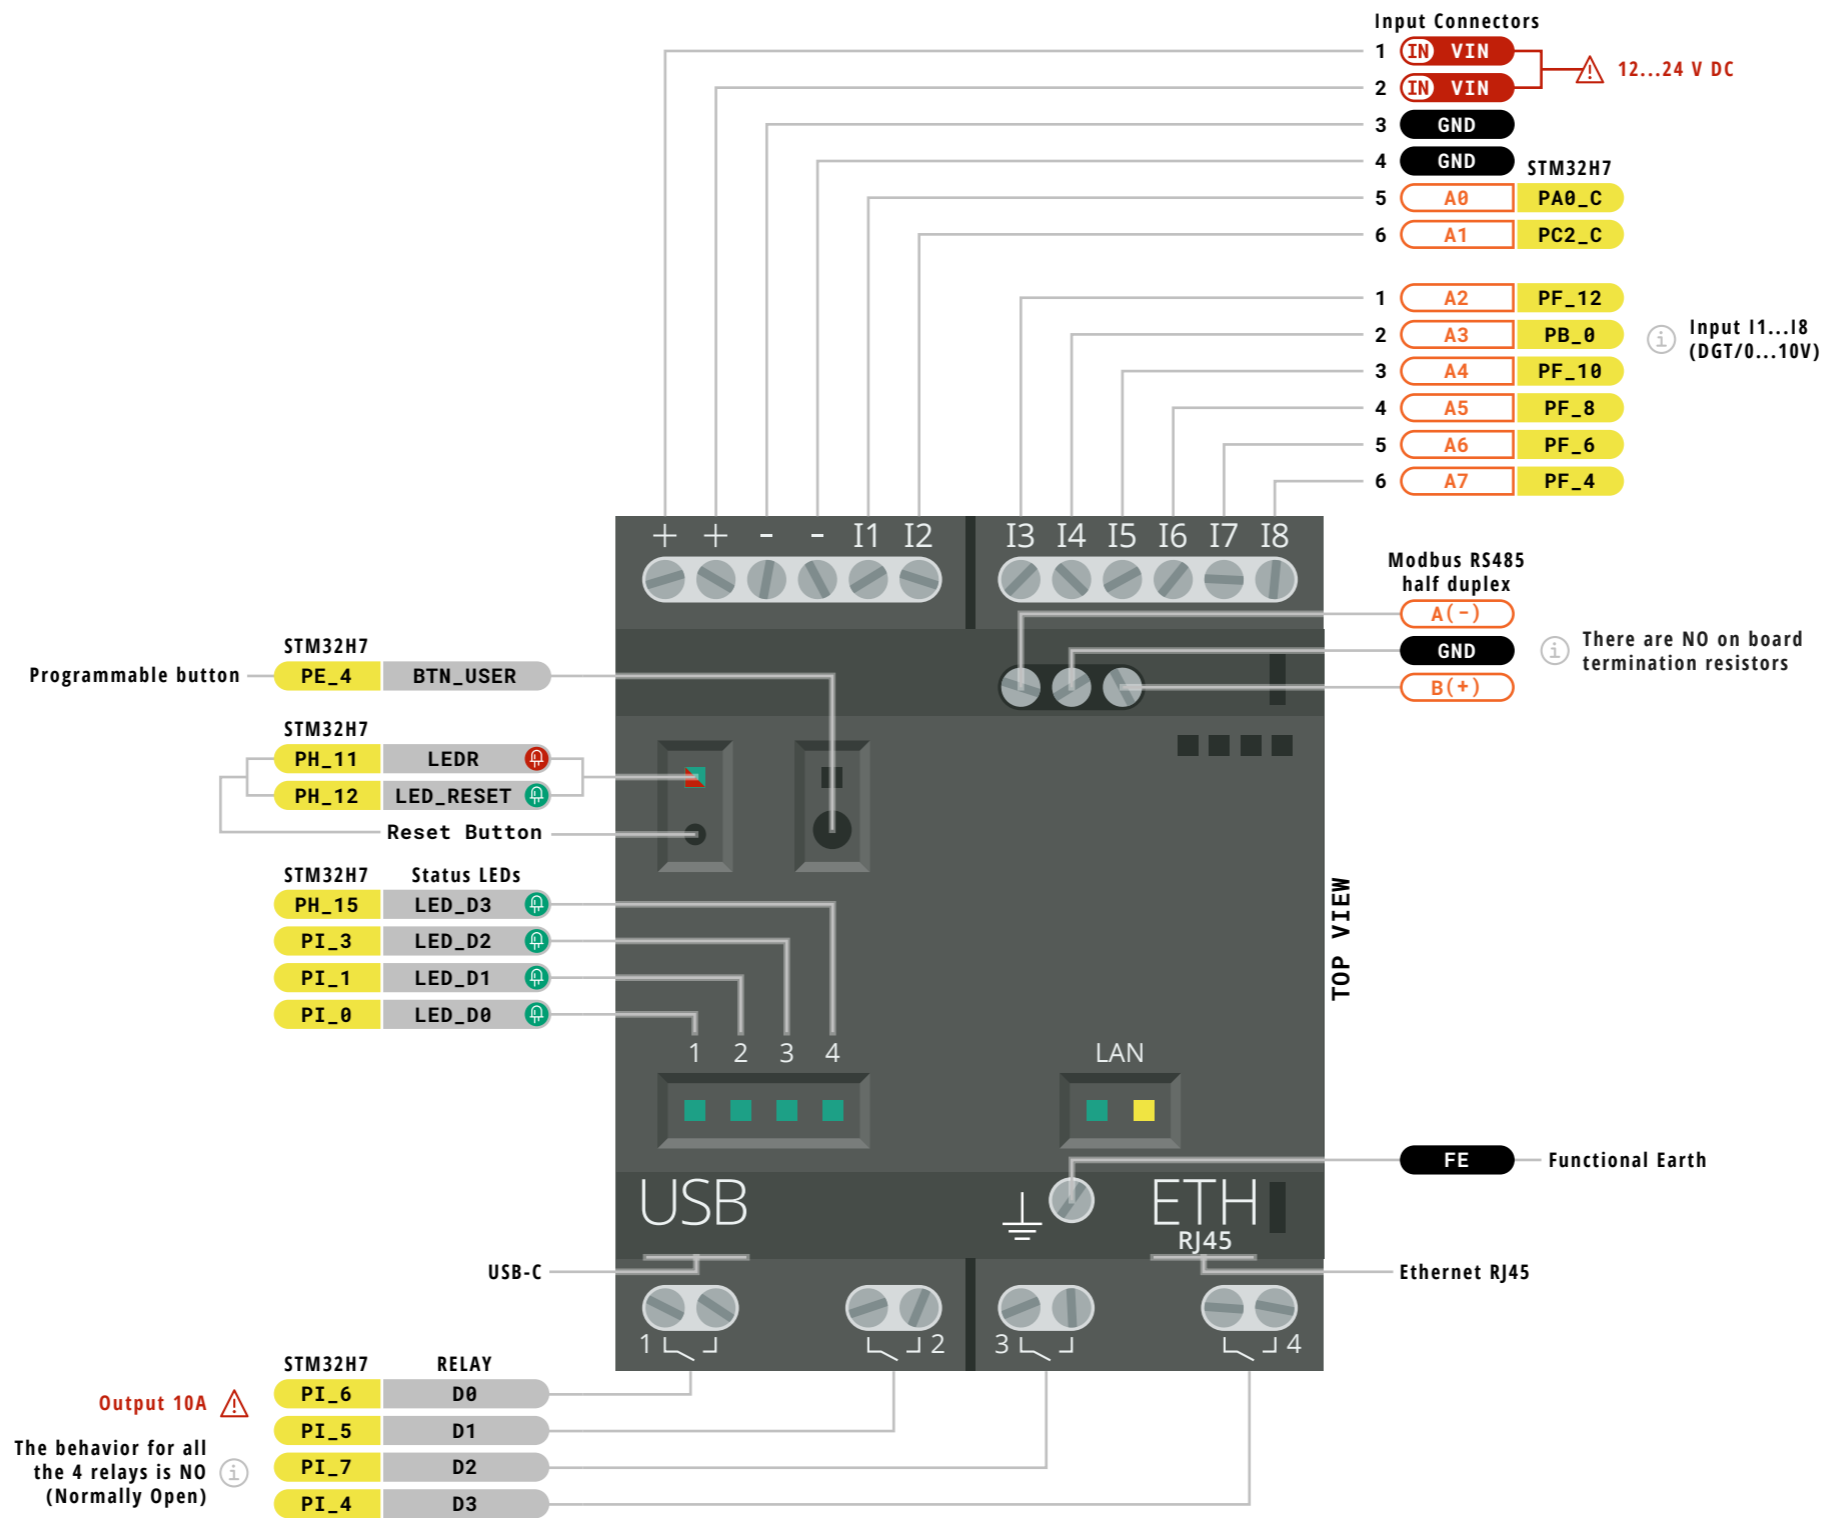 Input Connectors
1 IN VIN
2 IN VIN
12...24 V DC
3 GND
4 GND
STM32H7
5 A0 PA0_C
6 A1 PC2_C
1 A2 PF_12
2 A3 PB_0
3 A4 PF_10
4 A5 PF_8
5 A6 PF_6
6 A7 PF_4
Input I1...I8
(DGT/0...10V)
+ + - - I1 I2 I3 I4 I5 I6 I7 I8
Modbus RS485
half duplex
A(-)
GND
B(+)
There are NO on board
termination resistors
STM32H7
Programmable button PE_4 BTN_USER
STM32H7
PH_11 LEDR
PH_12 LED_RESET
Reset Button
STM32H7 Status LEDs
PH_15 LED_D3
PI_3 LED_D2
PI_1 LED_D1
PI_0 LED_D0
TOP VIEW
1 2 3 4
LAN
FE Functional Earth
USB
ETH
RJ45
USB-C
Ethernet RJ45
1 2 3 4
STM32H7 RELAY
PI_6 D0
PI_5 D1
PI_7 D2
PI_4 D3
Output 10A
The behavior for all
the 4 relays is NO
(Normally Open)